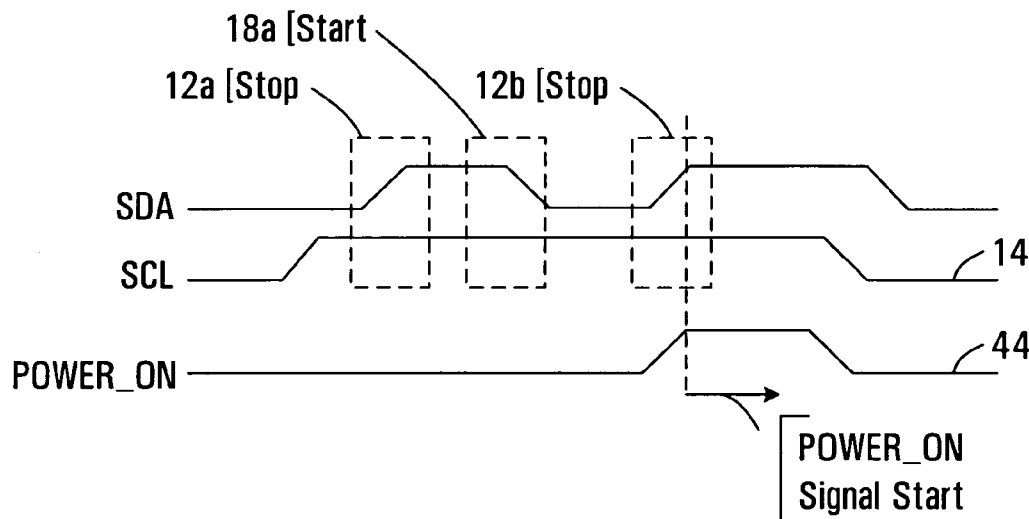 18a [Start
12a [Stop
12b [Stop
SDA
SCL
14
POWER_ON
44
POWER_ON
Signal Start